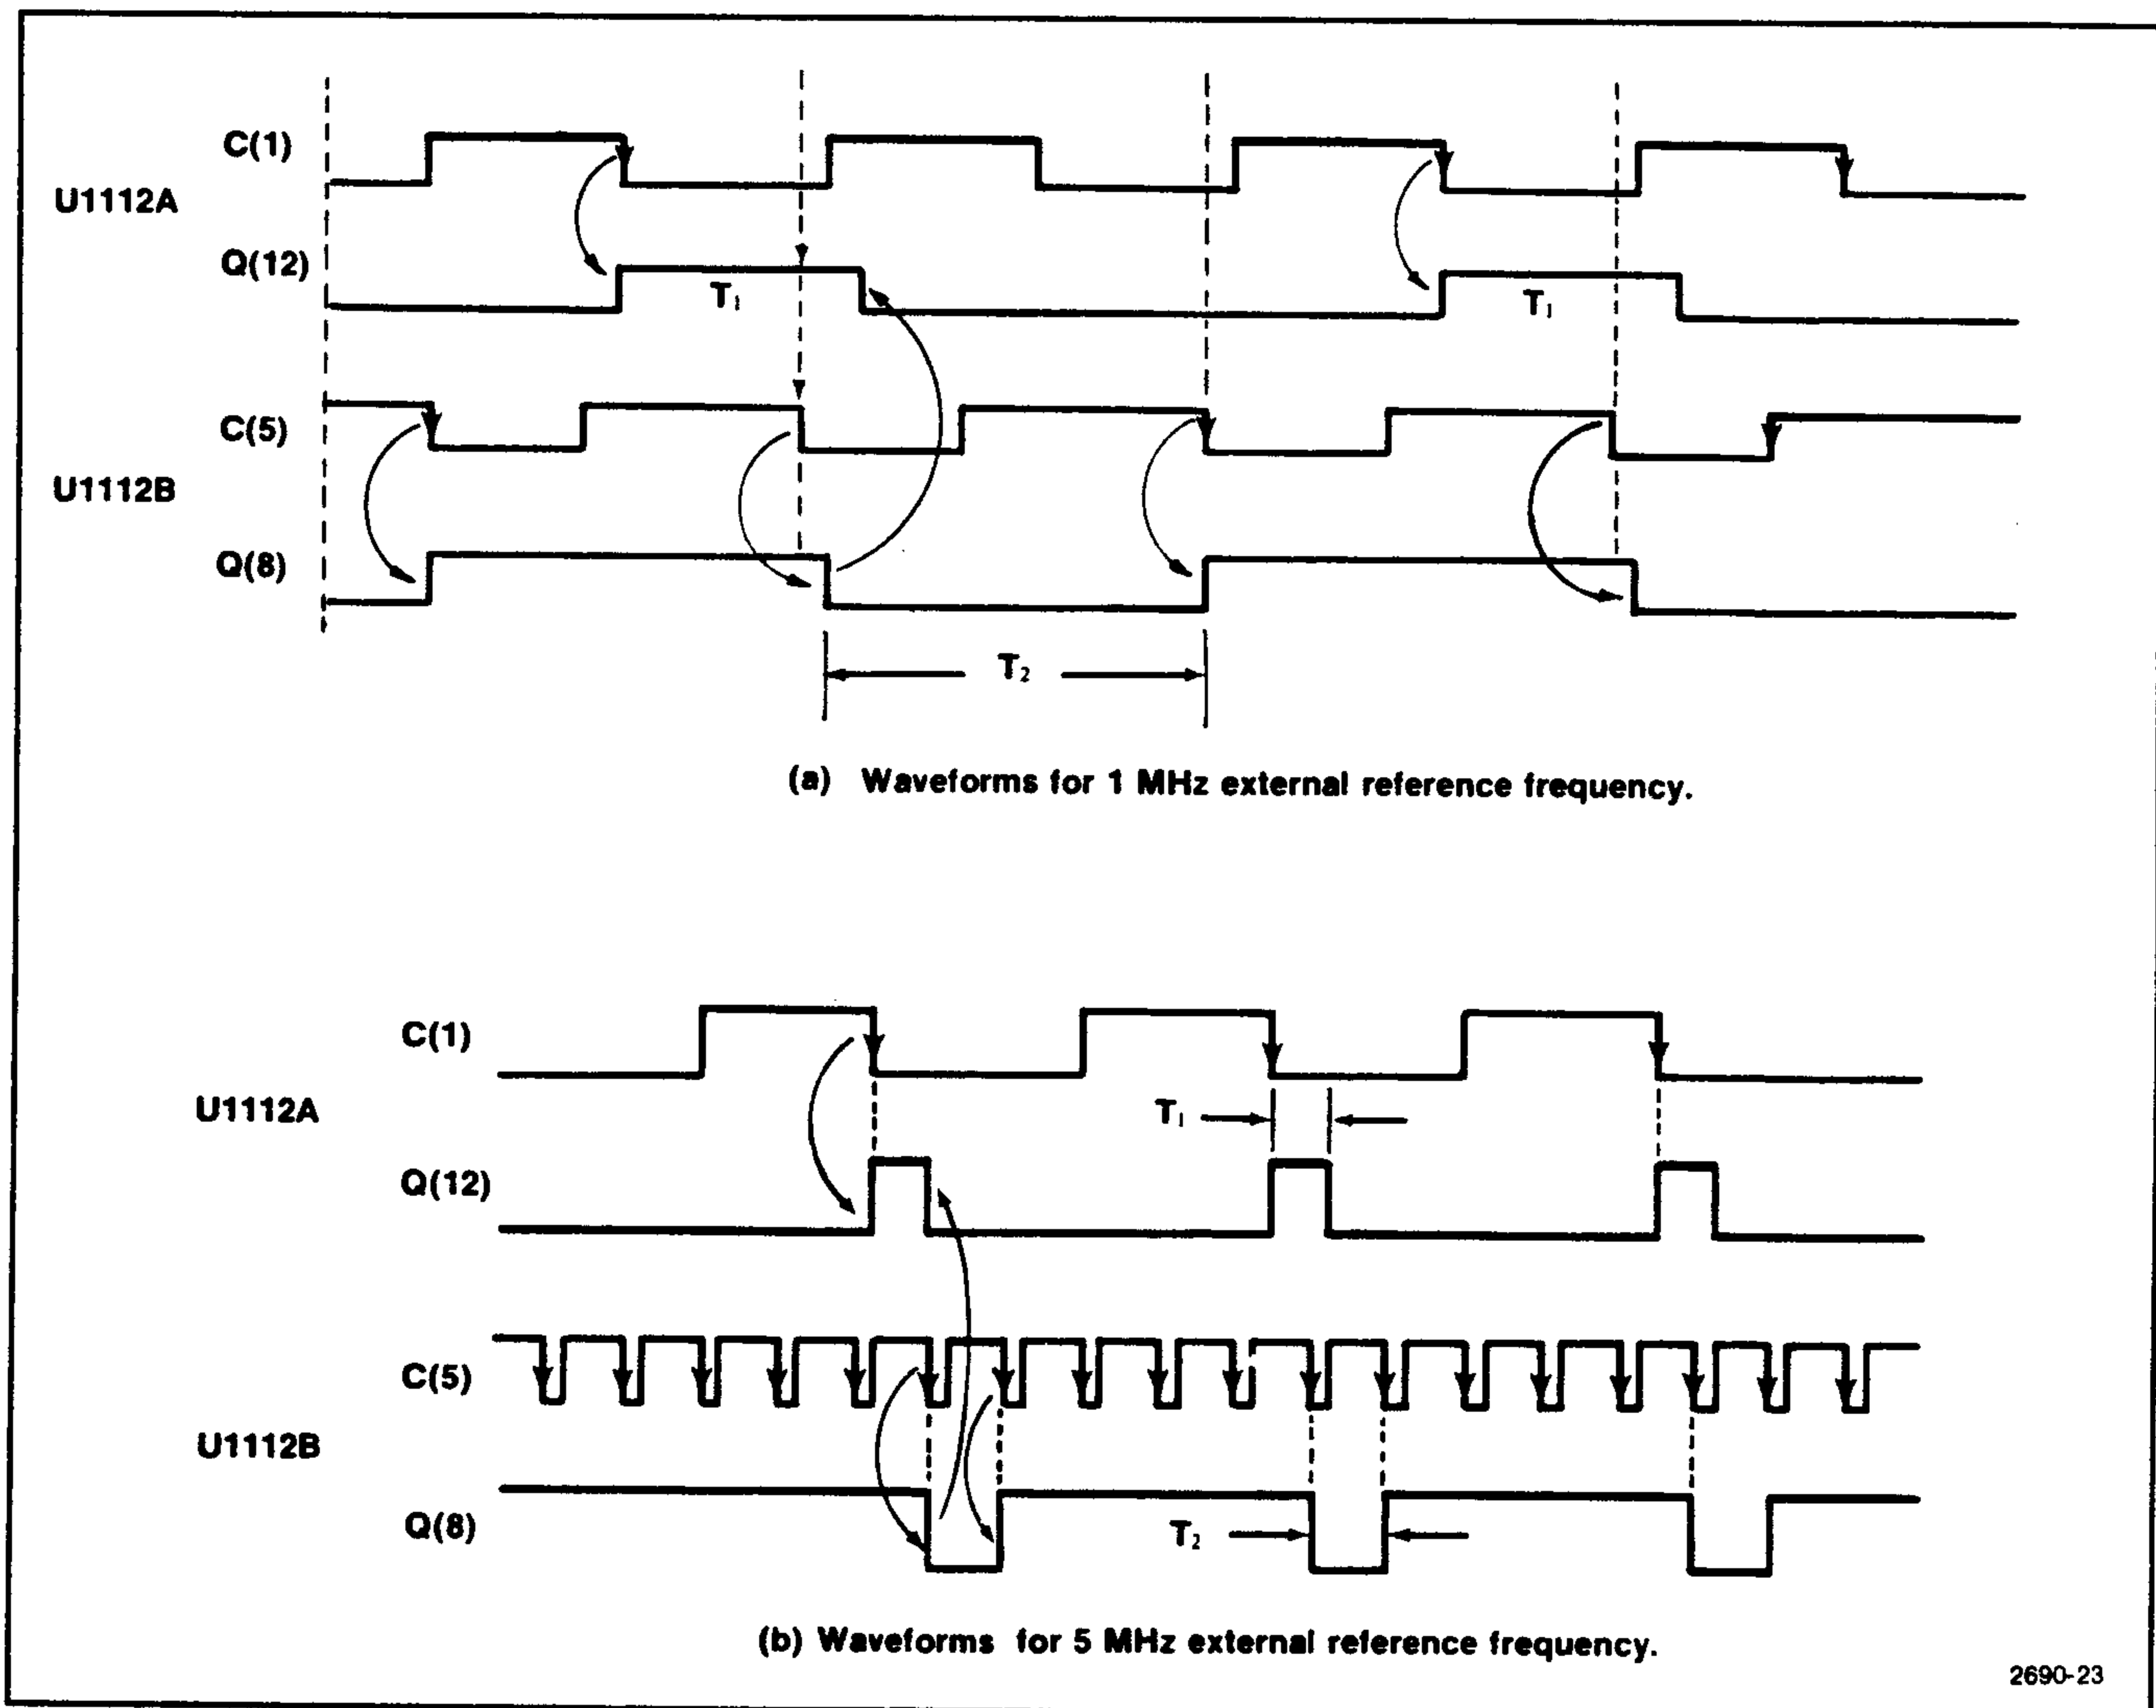 C(1)
U1112A
Q(12)
T₁
T₁
C(5)
U1112B
Q(8)
T₂
(a) Waveforms for 1 MHz external reference frequency.
C(1)
U1112A
T₁
Q(12)
C(5)
U1112B
Q(8)
T₂
(b) Waveforms for 5 MHz external reference frequency.
2690-23